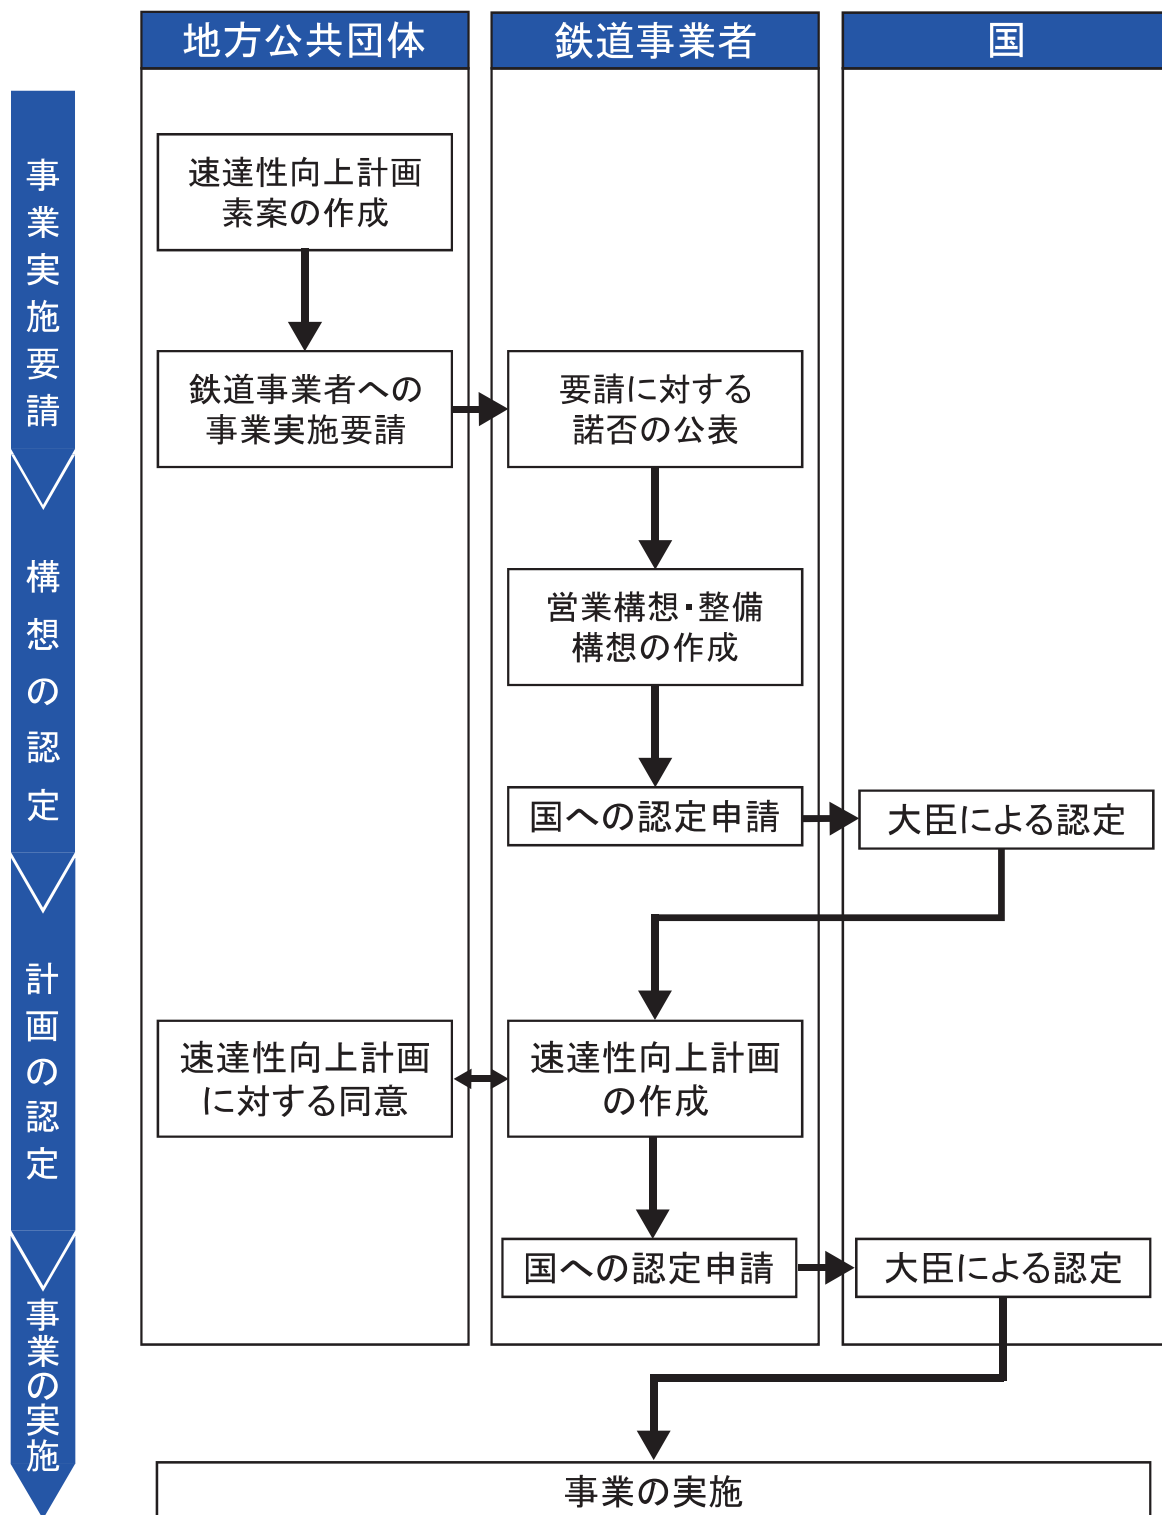 地方公共団体
鉄道事業者
国
事業実施要請
速達性向上計画
素案の作成
鉄道事業者への
事業実施要請
要請に対する
諾否の公表
構想の認定
営業構想・整備
構想の作成
国への認定申請
大臣による認定
計画の認定
速達性向上計画
に対する同意
速達性向上計画
の作成
国への認定申請
大臣による認定
事業の実施
事業の実施